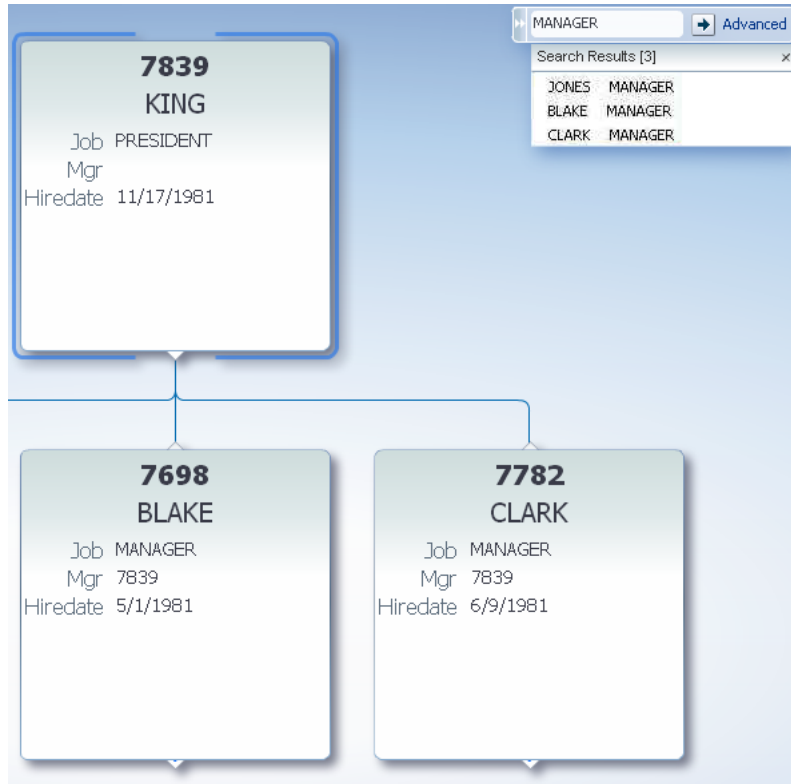 MANAGER Advanced
Search Results [3] ×
JONES MANAGER
BLAKE MANAGER
CLARK MANAGER
7839
KING
Job PRESIDENT
Mgr
Hiredate 11/17/1981
7698
BLAKE
Job MANAGER
Mgr 7839
Hiredate 5/1/1981
7782
CLARK
Job MANAGER
Mgr 7839
Hiredate 6/9/1981